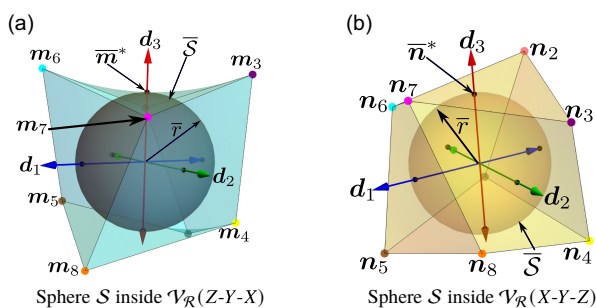 (a)
m₆
m̅*
d₃
S̅
m₃
m₇
r̅
d₁
d₂
m₅
m₄
m₈
Sphere 𝒮 inside 𝒱_ℛ(Z-Y-X)
(b)
d₃
n₂
n̅*
n₇
n₆
n₃
r̅
d₁
d₂
S̅
n₅
n₈
n₄
Sphere 𝒮 inside 𝒱_ℛ(X-Y-Z)